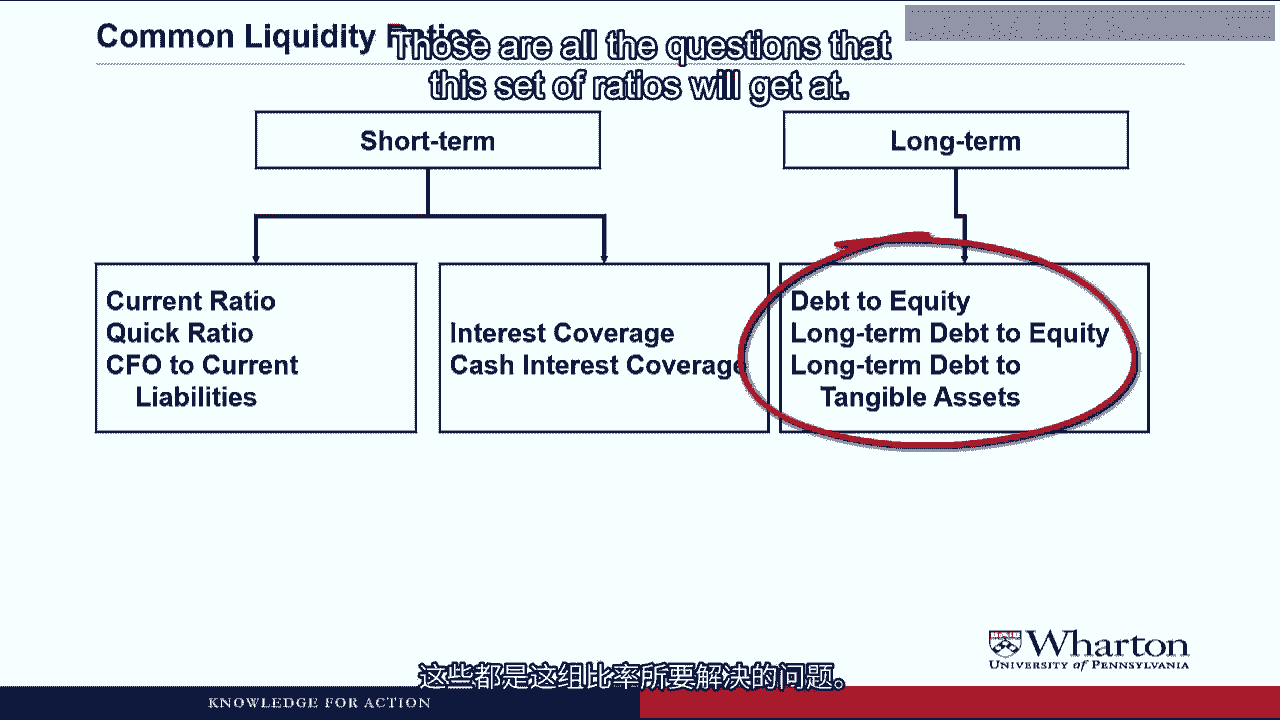 Common Liquidity Ratios
Those are all the questions that
this set of ratios will get at.
Short-term
Long-term
Current Ratio
Quick Ratio
CFO to Current
Liabilities
Interest Coverage
Cash Interest Coverage
Debt to Equity
Long-term Debt to Equity
Long-term Debt to
Tangible Assets
Wharton
UNIVERSITY of PENNSYLVANIA
这些都是这组比率所要解决的问题。
KNOWLEDGE FOR ACTION